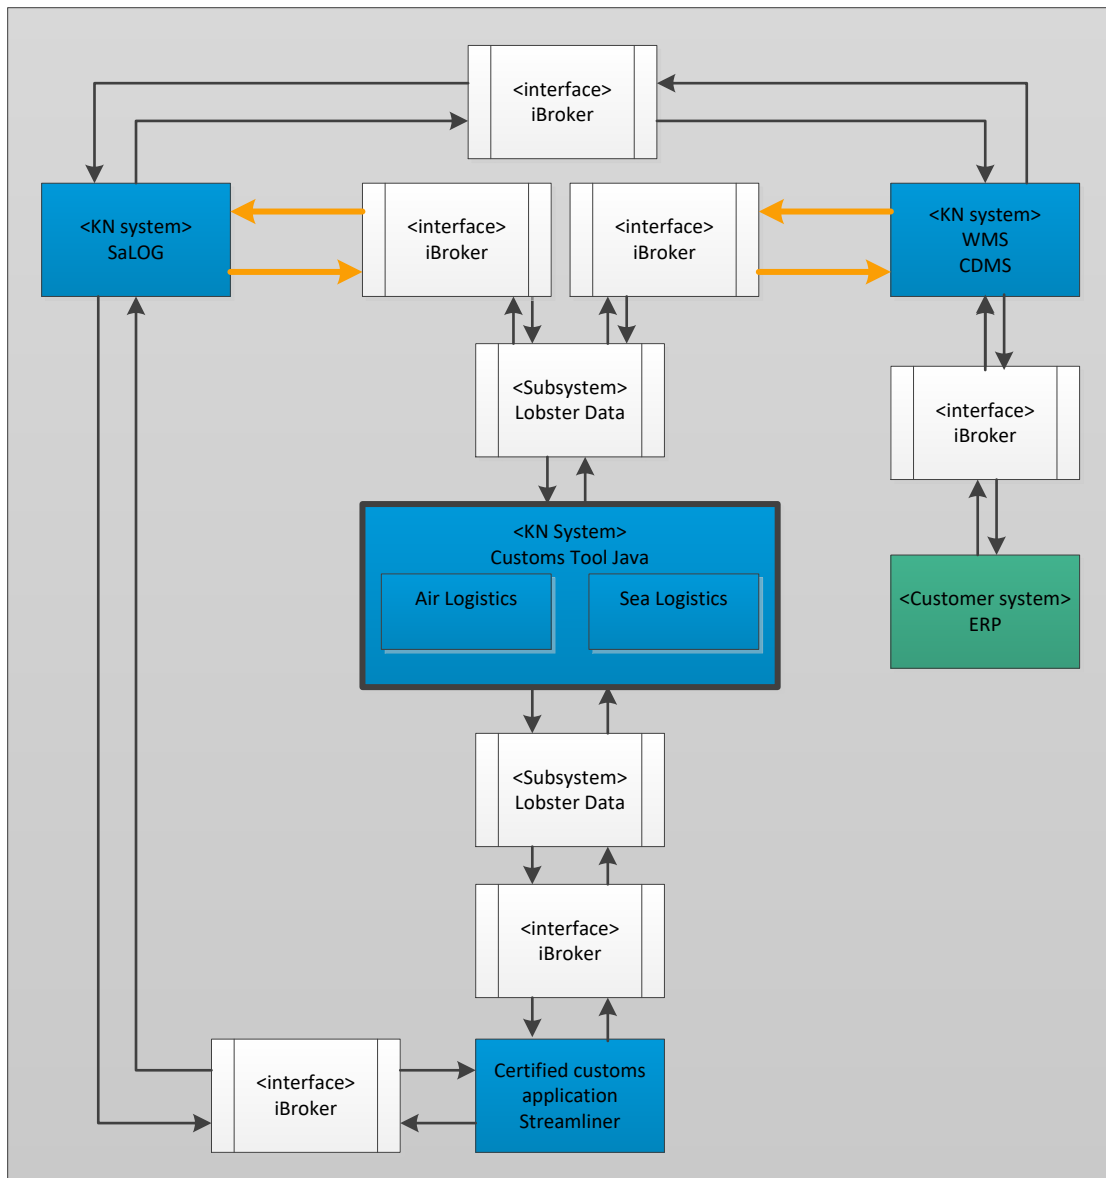 <interface>
iBroker
<KN system>
SaLOG
<interface>
iBroker
<interface>
iBroker
<KN system>
WMS
CDMS
<Subsystem>
Lobster Data
<interface>
iBroker
<KN System>
Customs Tool Java
Air Logistics
Sea Logistics
<Customer system>
ERP
<Subsystem>
Lobster Data
<interface>
iBroker
<interface>
iBroker
Certified customs
application
Streamliner